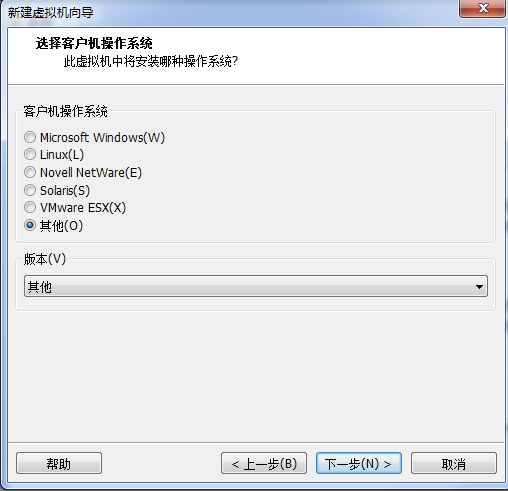 新建虚拟机向导
选择客户机操作系统
此虚拟机中将安装哪种操作系统?
客户机操作系统
Microsoft Windows(W)
Linux(L)
Novell NetWare(E)
Solaris(S)
VMware ESX(X)
其他(O)
版本(V)
其他
帮助
< 上一步(B)
下一步(N) >
取消